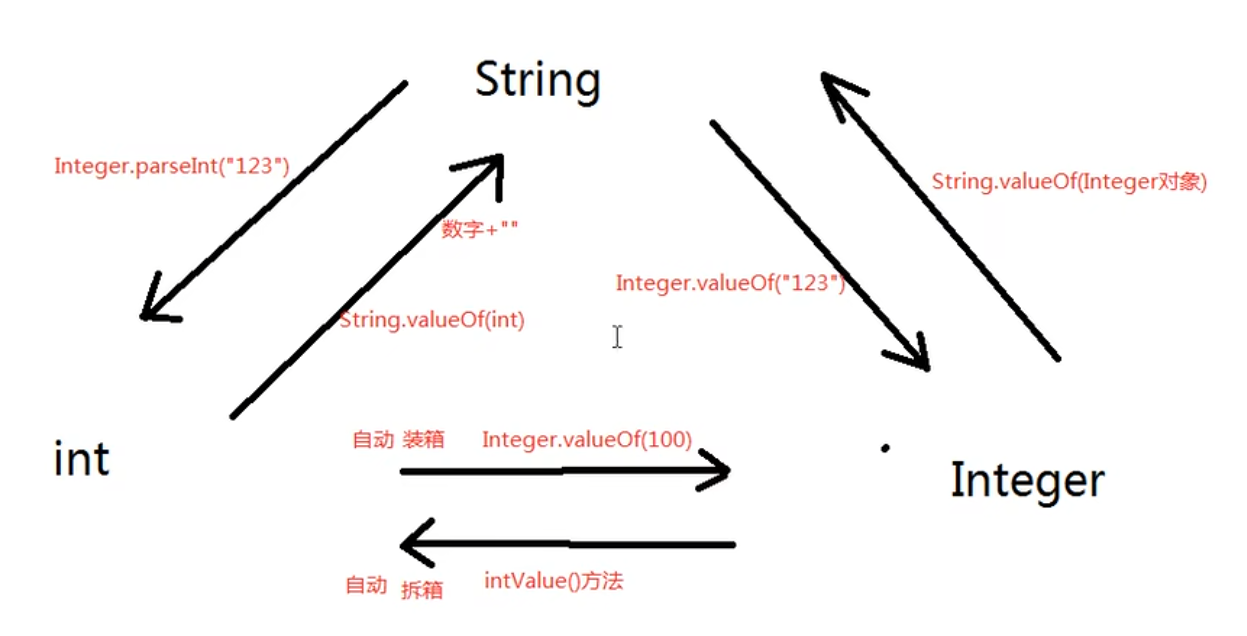 String
Integer.parseInt("123")
String.valueOf(Integer对象)
数字+""
Integer.valueOf("123")
String.valueOf(int)
自动 装箱 Integer.valueOf(100)
int
Integer
自动 拆箱 intValue()方法